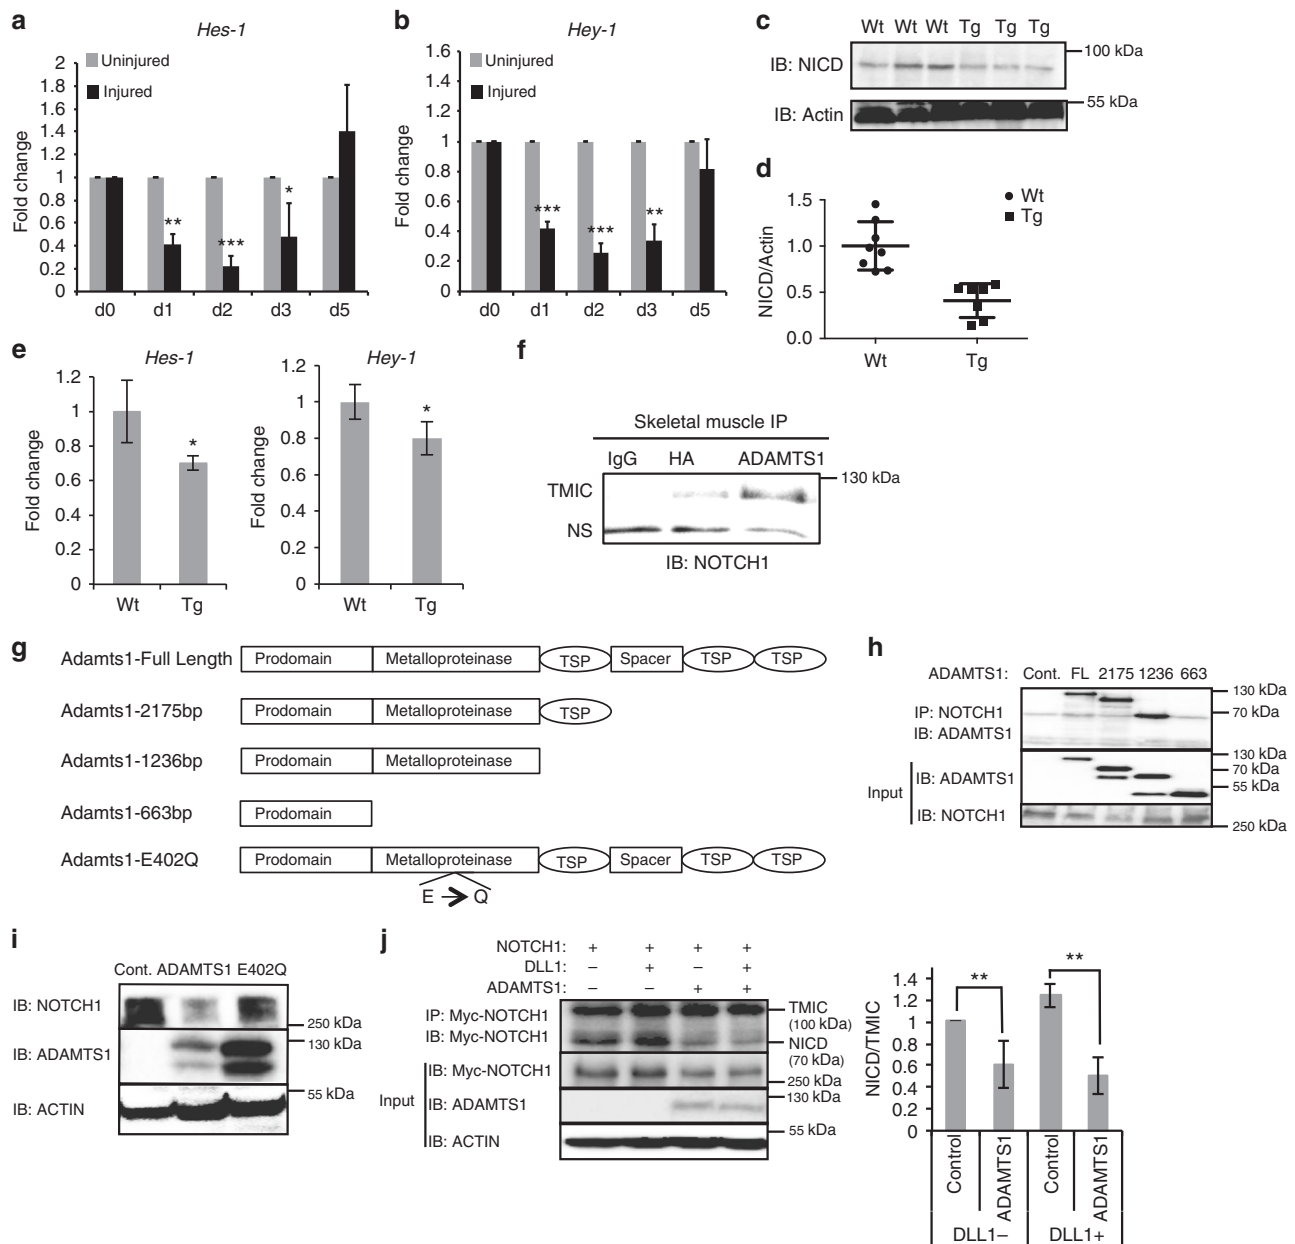 a
Hes-1
Fold change
Uninjured
Injured
2
1.8
1.6
1.4
1.2
1
0.8
0.6
0.4
0.2
0
**
***
*
d0 d1 d2 d3 d5
b
Hey-1
Fold change
Uninjured
Injured
1.6
1.4
1.2
1
0.8
0.6
0.4
0.2
0
***
***
**
d0 d1 d2 d3 d5
c
Wt Wt Wt Tg Tg Tg
IB: NICD
100 kDa
IB: Actin
55 kDa
d
NICD/Actin
1.5
1.0
0.5
0.0
Wt
Tg
Wt Tg
e
Hes-1
Fold change
1.2
1
0.8
0.6
0.4
0.2
0
*
Wt Tg
Hey-1
Fold change
1.2
1
0.8
0.6
0.4
0.2
0
*
Wt Tg
f
Skeletal muscle IP
IgG HA ADAMTS1
130 kDa
TMIC
NS
IB: NOTCH1
g
Adamts1-Full Length Prodomain Metalloproteinase TSP Spacer TSP TSP
Adamts1-2175bp Prodomain Metalloproteinase TSP
Adamts1-1236bp Prodomain Metalloproteinase
Adamts1-663bp Prodomain
Adamts1-E402Q Prodomain Metalloproteinase TSP Spacer TSP TSP
E Q
h
ADAMTS1: Cont. FL 2175 1236 663
IP: NOTCH1
IB: ADAMTS1
130 kDa
70 kDa
Input
IB: ADAMTS1
130 kDa
70 kDa
55 kDa
IB: NOTCH1
250 kDa
i
Cont. ADAMTS1 E402Q
IB: NOTCH1
250 kDa
IB: ADAMTS1
130 kDa
IB: ACTIN
55 kDa
j
NOTCH1: + + + +
DLL1: – + – +
ADAMTS1: – – + +
IP: Myc-NOTCH1
IB: Myc-NOTCH1
TMIC
(100 kDa)
NICD
(70 kDa)
Input
IB: Myc-NOTCH1
250 kDa
IB: ADAMTS1
130 kDa
IB: ACTIN
55 kDa
NICD/TMIC
1.4
1.2
1
0.8
0.6
0.4
0.2
0
**
**
Control
ADAMTS1
Control
ADAMTS1
DLL1– DLL1+